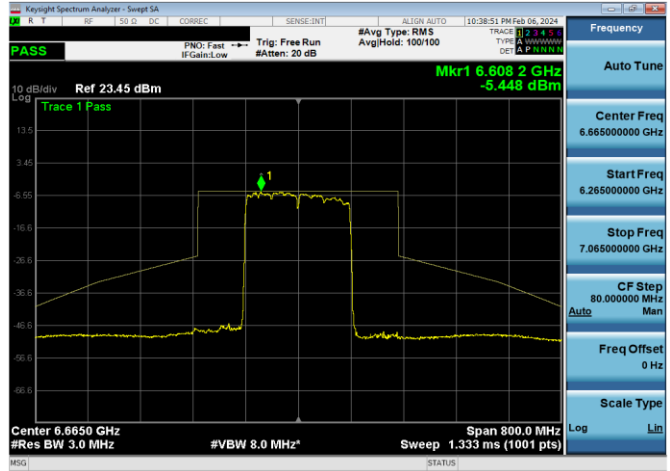 Keysight Spectrum Analyzer - Swept SA
R T RF 50 Ω DC CORREC SENSE:INT ALIGN AUTO 10:38:51 PM Feb 06, 2024
PASS
PNO: Fast
IFGain:Low
Trig: Free Run
#Atten: 20 dB
#Avg Type: RMS
Avg|Hold: 100/100
TRACE 1 2 3 4 5 6
TYPE A WWWWW
DET A P N N N N
Mkr1 6.608 2 GHz
-5.448 dBm
10 dB/div Ref 23.45 dBm
Log
Trace 1 Pass
13.5
3.45
-6.55
-16.6
-26.6
-36.6
-46.6
-56.6
-66.6
1
Center 6.6650 GHz
#Res BW 3.0 MHz
#VBW 8.0 MHz*
Span 800.0 MHz
Sweep 1.333 ms (1001 pts)
MSG
STATUS
Frequency
Auto Tune
Center Freq
6.665000000 GHz
Start Freq
6.265000000 GHz
Stop Freq
7.065000000 GHz
CF Step
80.000000 MHz
Auto Man
Freq Offset
0 Hz
Scale Type
Log Lin